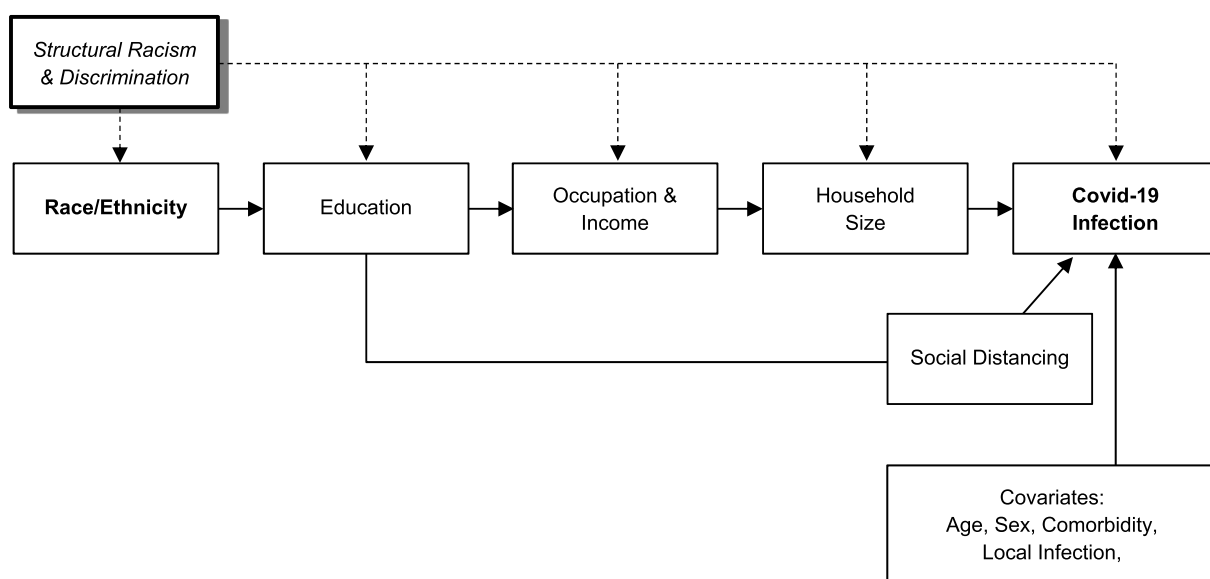 Structural Racism
& Discrimination
Race/Ethnicity
Education
Occupation &
Income
Household
Size
Covid-19
Infection
Social Distancing
Covariates:
Age, Sex, Comorbidity,
Local Infection,